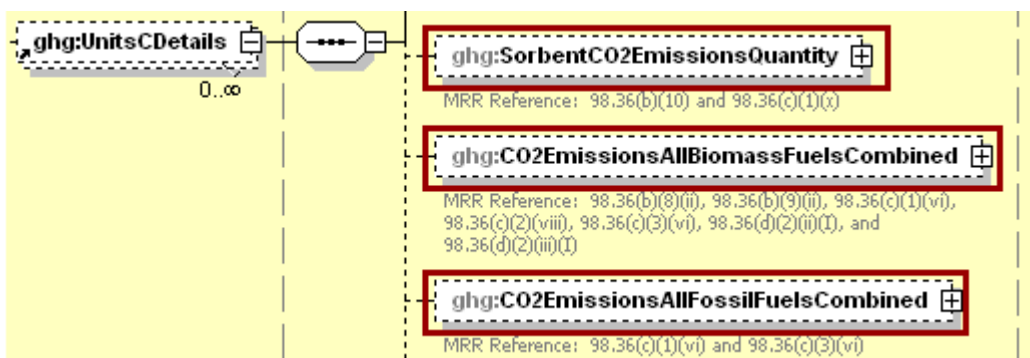 ghg:UnitsCDetails
0..∞
ghg:SorbentCO2EmissionsQuantity
MRR Reference: 98.36(b)(10) and 98.36(c)(1)(x)
ghg:CO2EmissionsAllBiomassFuelsCombined
MRR Reference: 98.36(b)(8)(ii), 98.36(b)(9)(ii), 98.36(c)(1)(vi),
98.36(c)(2)(viii), 98.36(c)(3)(vi), 98.36(d)(2)(ii)(I), and
98.36(d)(2)(iii)(I)
ghg:CO2EmissionsAllFossilFuelsCombined
MRR Reference: 98.36(c)(1)(vi) and 98.36(c)(3)(vi)